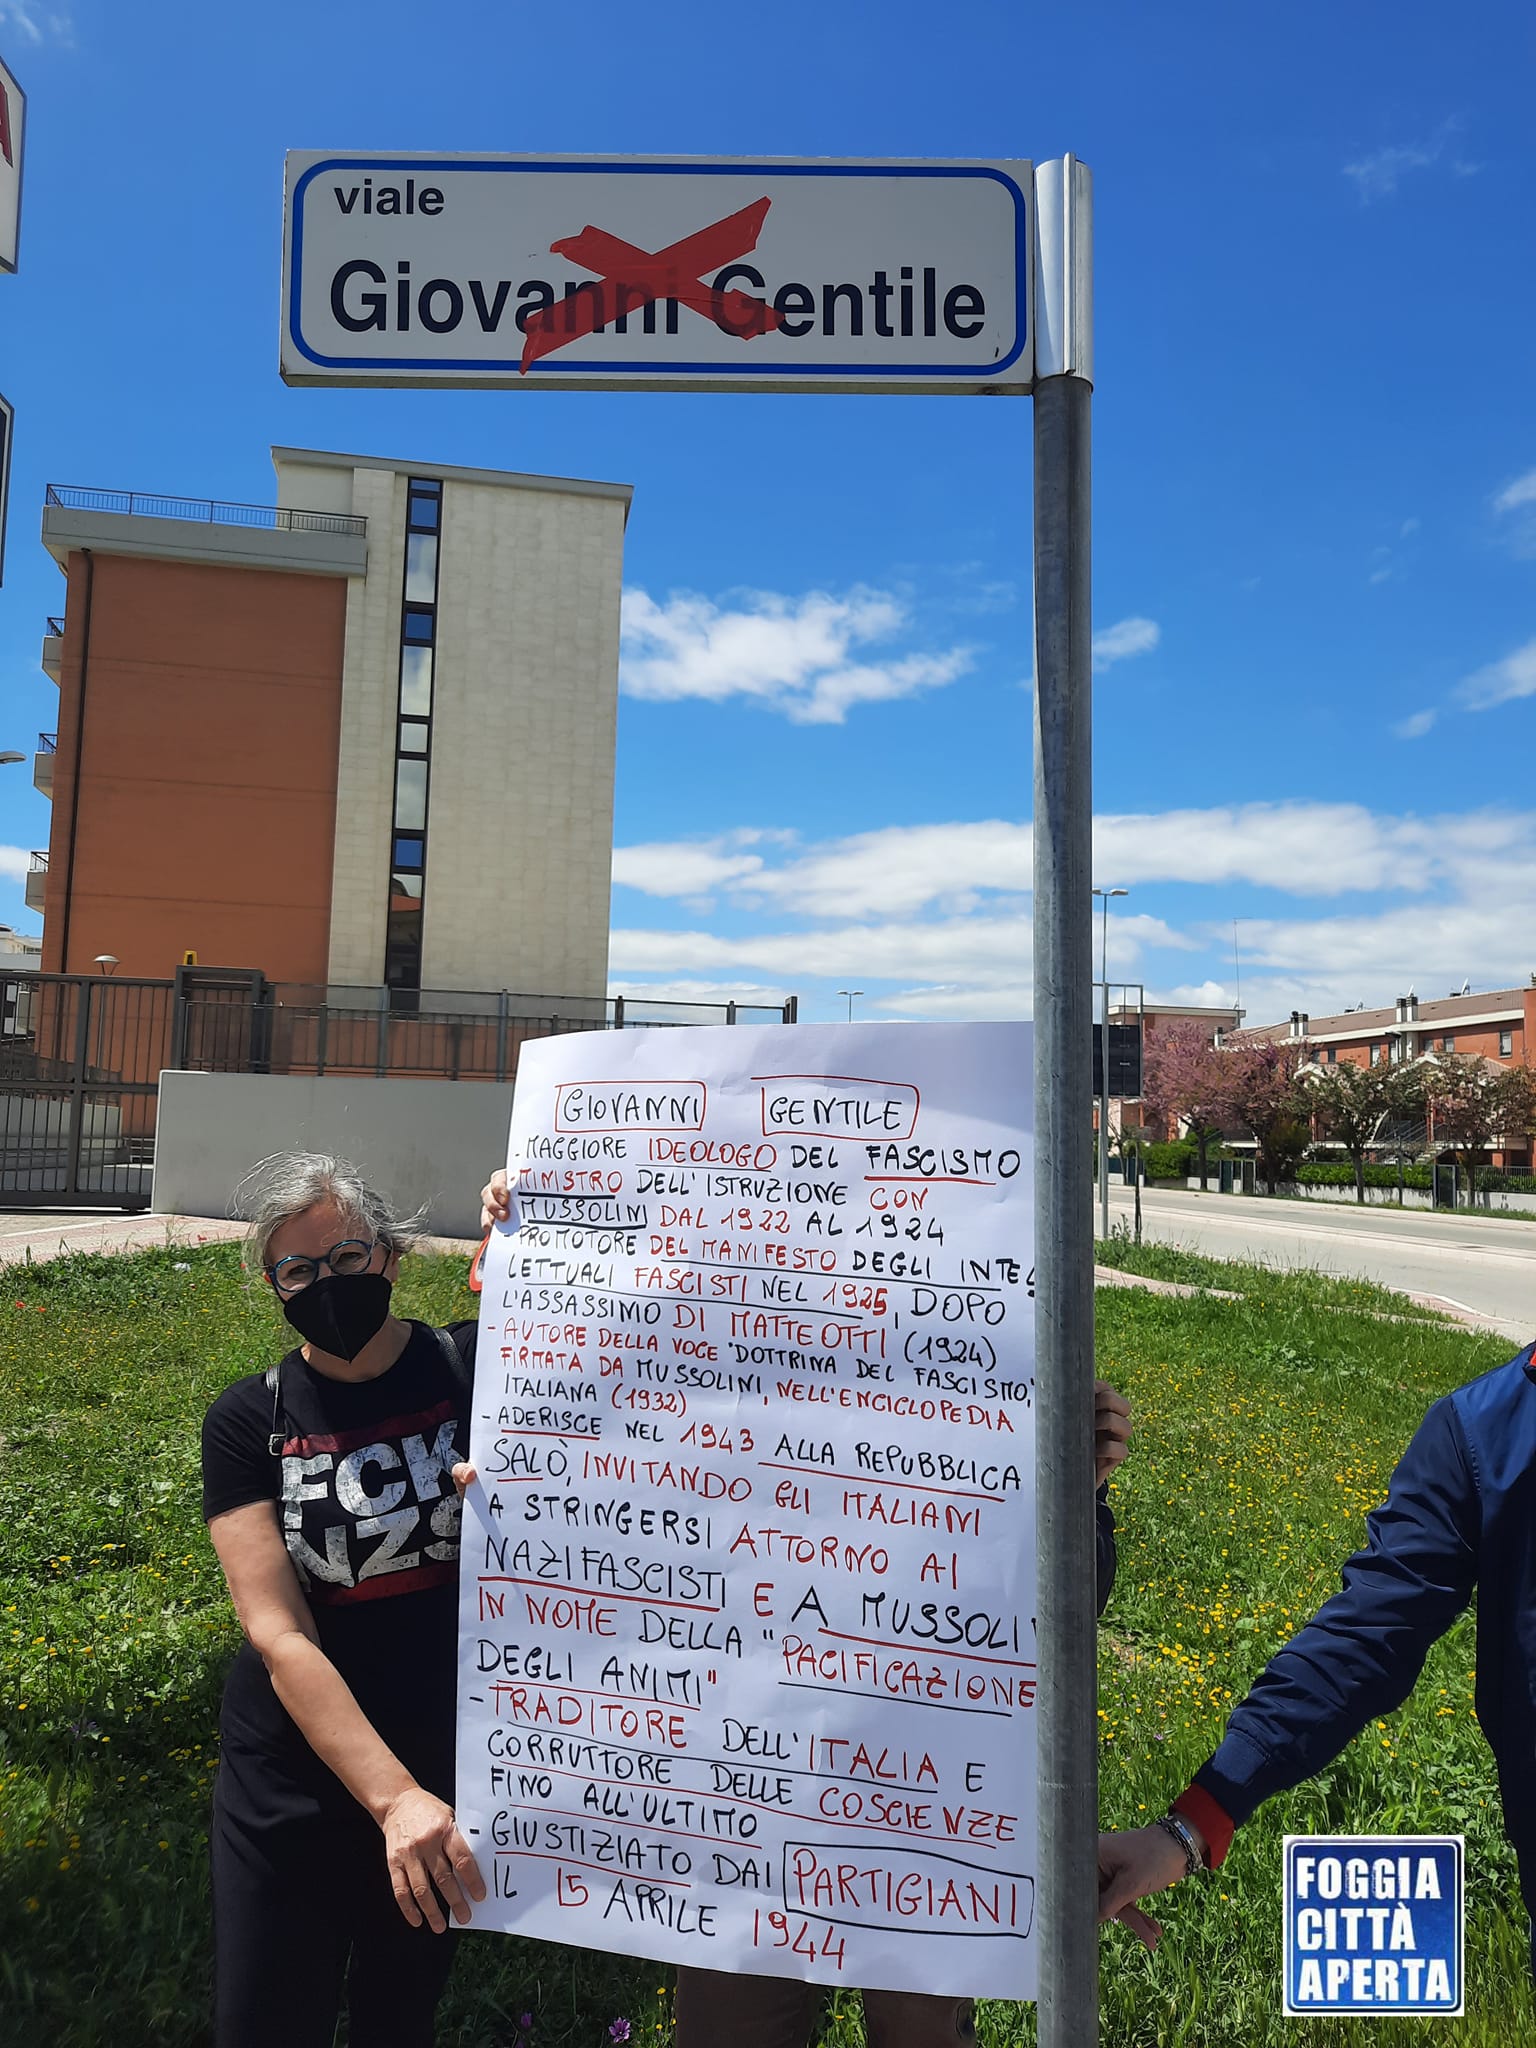 viale
Giovanni Gentile
GIOVANNI GENTILE
- MAGGIORE IDEOLOGO DEL FASCISMO
- MINISTRO DELL'ISTRUZIONE CON
MUSSOLINI DAL 1922 AL 1924
- PROMOTORE DEL MANIFESTO DEGLI INTEL
LETTUALI FASCISTI NEL 1925, DOPO
L'ASSASSIMO DI MATTEOTTI (1924)
- AUTORE DELLA VOCE "DOTTRINA DEL FASCISMO,"
FIRMATA DA MUSSOLINI, NELL'ENCICLOPEDIA
ITALIANA (1932)
- ADERISCE NEL 1943 ALLA REPUBBLICA
SALÒ, INVITANDO GLI ITALIANI
A STRINGERSI ATTORNO AI
NAZIFASCISTI E A MUSSOLI
IN NOME DELLA "PACIFICAZIONE
DEGLI ANIMI"
- TRADITORE DELL'ITALIA E
CORRUTTORE DELLE COSCIENZE
FINO ALL'ULTIMO
- GIUSTIZIATO DAI PARTIGIANI
IL 15 APRILE 1944
FCK
NZS
FOGGIA
CITTÀ
APERTA